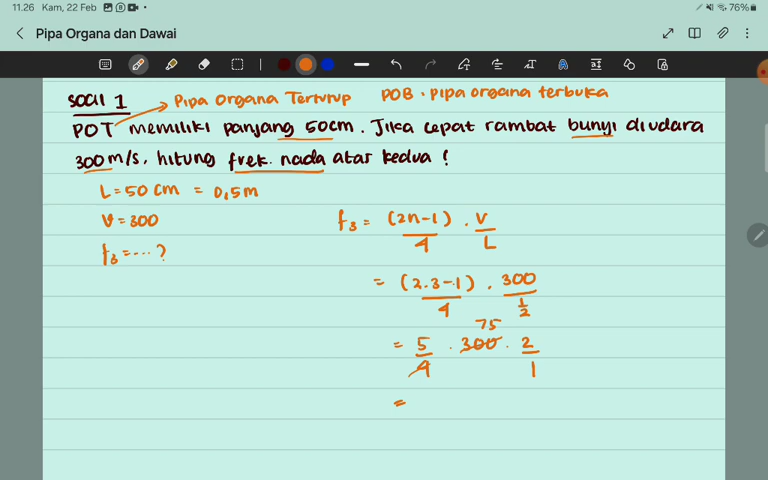 11.26 Kam, 22 Feb 76%
Pipa Organa dan Dawai
Soal 1 → Pipa Organa Tertutup POB · pipa organa terbuka
POT memiliki panjang 50cm. Jika cepat rambat bunyi diudara
300 m/s, hitung frek. nada atas kedua!
L = 50 cm = 0,5 m
V = 300
f₃ = ... ?
f₃ = (2n-1)/4 . V/L
= (2.3-1)/4 . 300/½
75
= 5/4 . 300 . 2/1
=